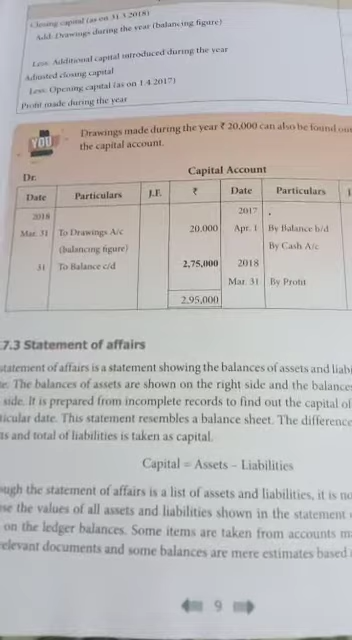 Closing capital (as on 31.3.2018)
Add: Drawings during the year (balancing figure)
Less: Additional capital introduced during the year
Adjusted closing capital
Less: Opening capital (as on 1.4.2017)
Profit made during the year
YOU
Drawings made during the year ₹ 20,000 can also be found out
the capital account.
Dr. Capital Account
Date Particulars J.F. ₹ Date Particulars
2018 2017
Mar. 31 To Drawings A/c 20,000 Apr. 1 By Balance b/d
(balancing figure) By Cash A/c
31 To Balance c/d 2,75,000 2018
Mar. 31 By Profit
2,95,000
7.3 Statement of affairs
statement of affairs is a statement showing the balances of assets and
The balances of assets are shown on the right side and the
side. It is prepared from incomplete records to find out the capital of
particular date. This statement resembles a balance sheet. The difference
and total of liabilities is taken as capital.
Capital = Assets – Liabilities
the statement of affairs is a list of assets and liabilities, it is
the values of all assets and liabilities shown in the statement
on the ledger balances. Some items are taken from accounts
relevant documents and some balances are mere estimates based
9